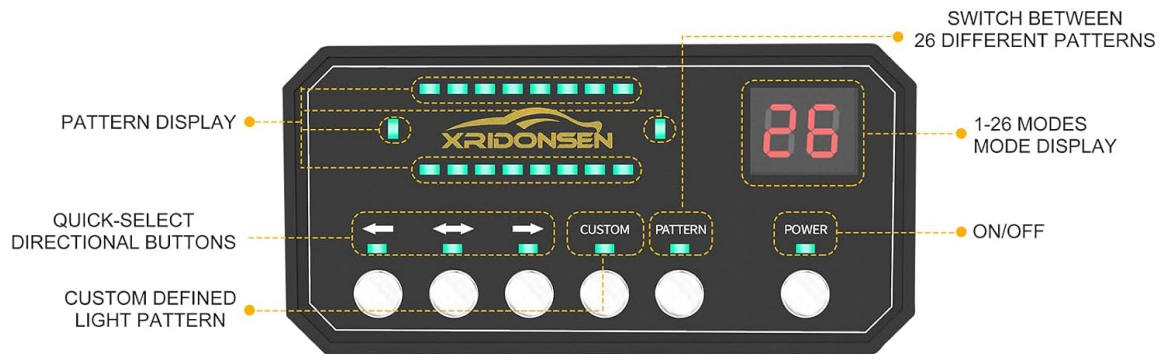 SWITCH BETWEEN
26 DIFFERENT PATTERNS
PATTERN DISPLAY
XRIDONSEN
26
1-26 MODES
MODE DISPLAY
QUICK-SELECT
DIRECTIONAL BUTTONS
CUSTOM
PATTERN
POWER
ON/OFF
CUSTOM DEFINED
LIGHT PATTERN